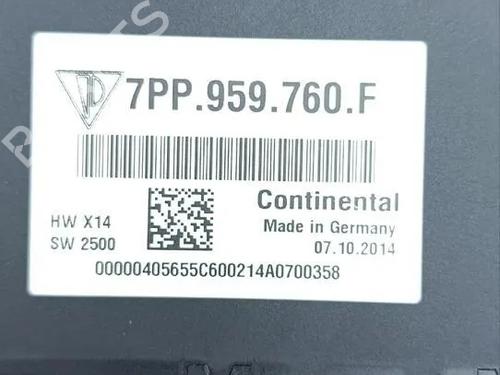 7PP.959.760.F
Continental
HW X14
Made in Germany
SW 2500
07.10.2014
00000405655C600214A0700358